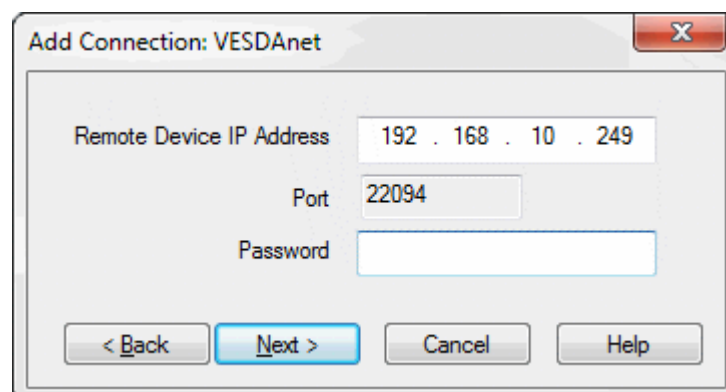 Add Connection: VESDAnet
Remote Device IP Address 192 . 168 . 10 . 249
Port 22094
Password
< Back Next > Cancel Help